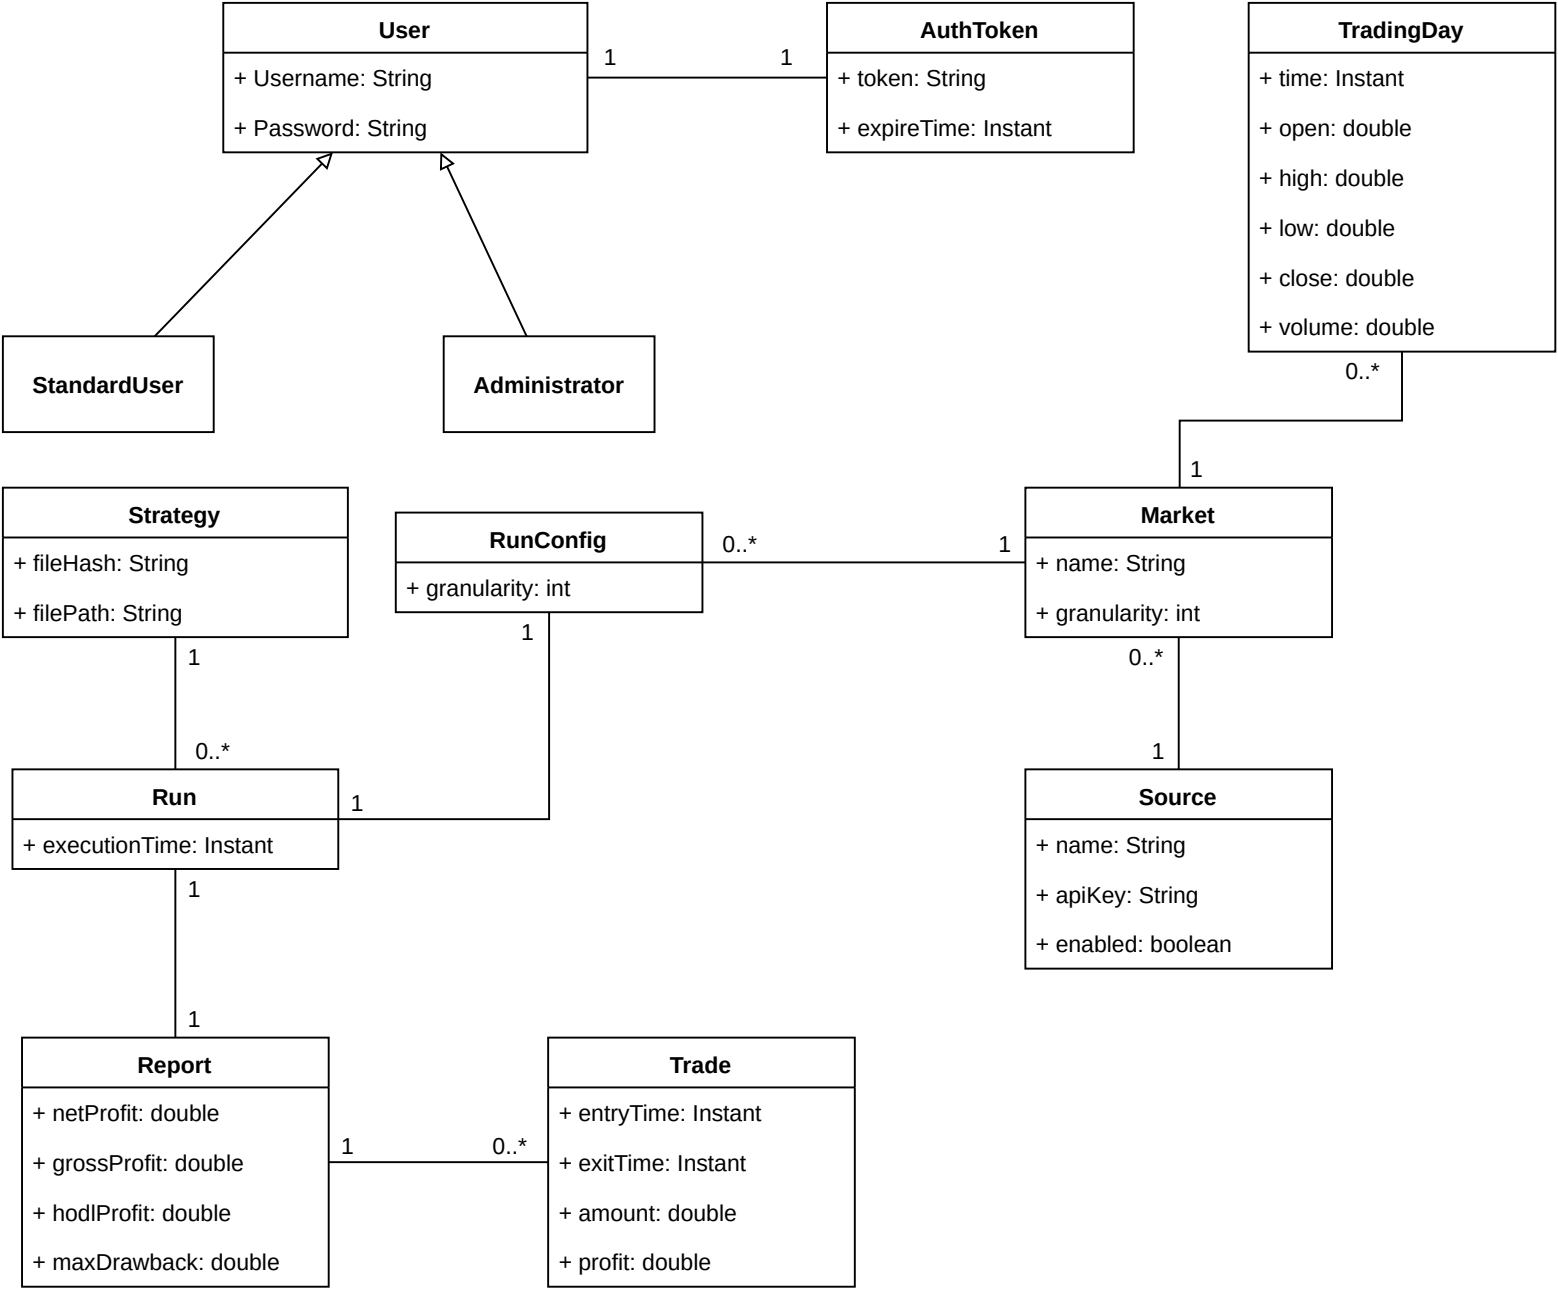 User
+ Username: String
+ Password: String
1
1
AuthToken
+ token: String
+ expireTime: Instant
TradingDay
+ time: Instant
+ open: double
+ high: double
+ low: double
+ close: double
+ volume: double
0..*
1
StandardUser
Administrator
Strategy
+ fileHash: String
+ filePath: String
1
0..*
RunConfig
+ granularity: int
0..*
1
1
Market
+ name: String
+ granularity: int
0..*
1
Run
+ executionTime: Instant
1
1
1
Source
+ name: String
+ apiKey: String
+ enabled: boolean
Report
+ netProfit: double
+ grossProfit: double
+ hodlProfit: double
+ maxDrawback: double
1
0..*
Trade
+ entryTime: Instant
+ exitTime: Instant
+ amount: double
+ profit: double